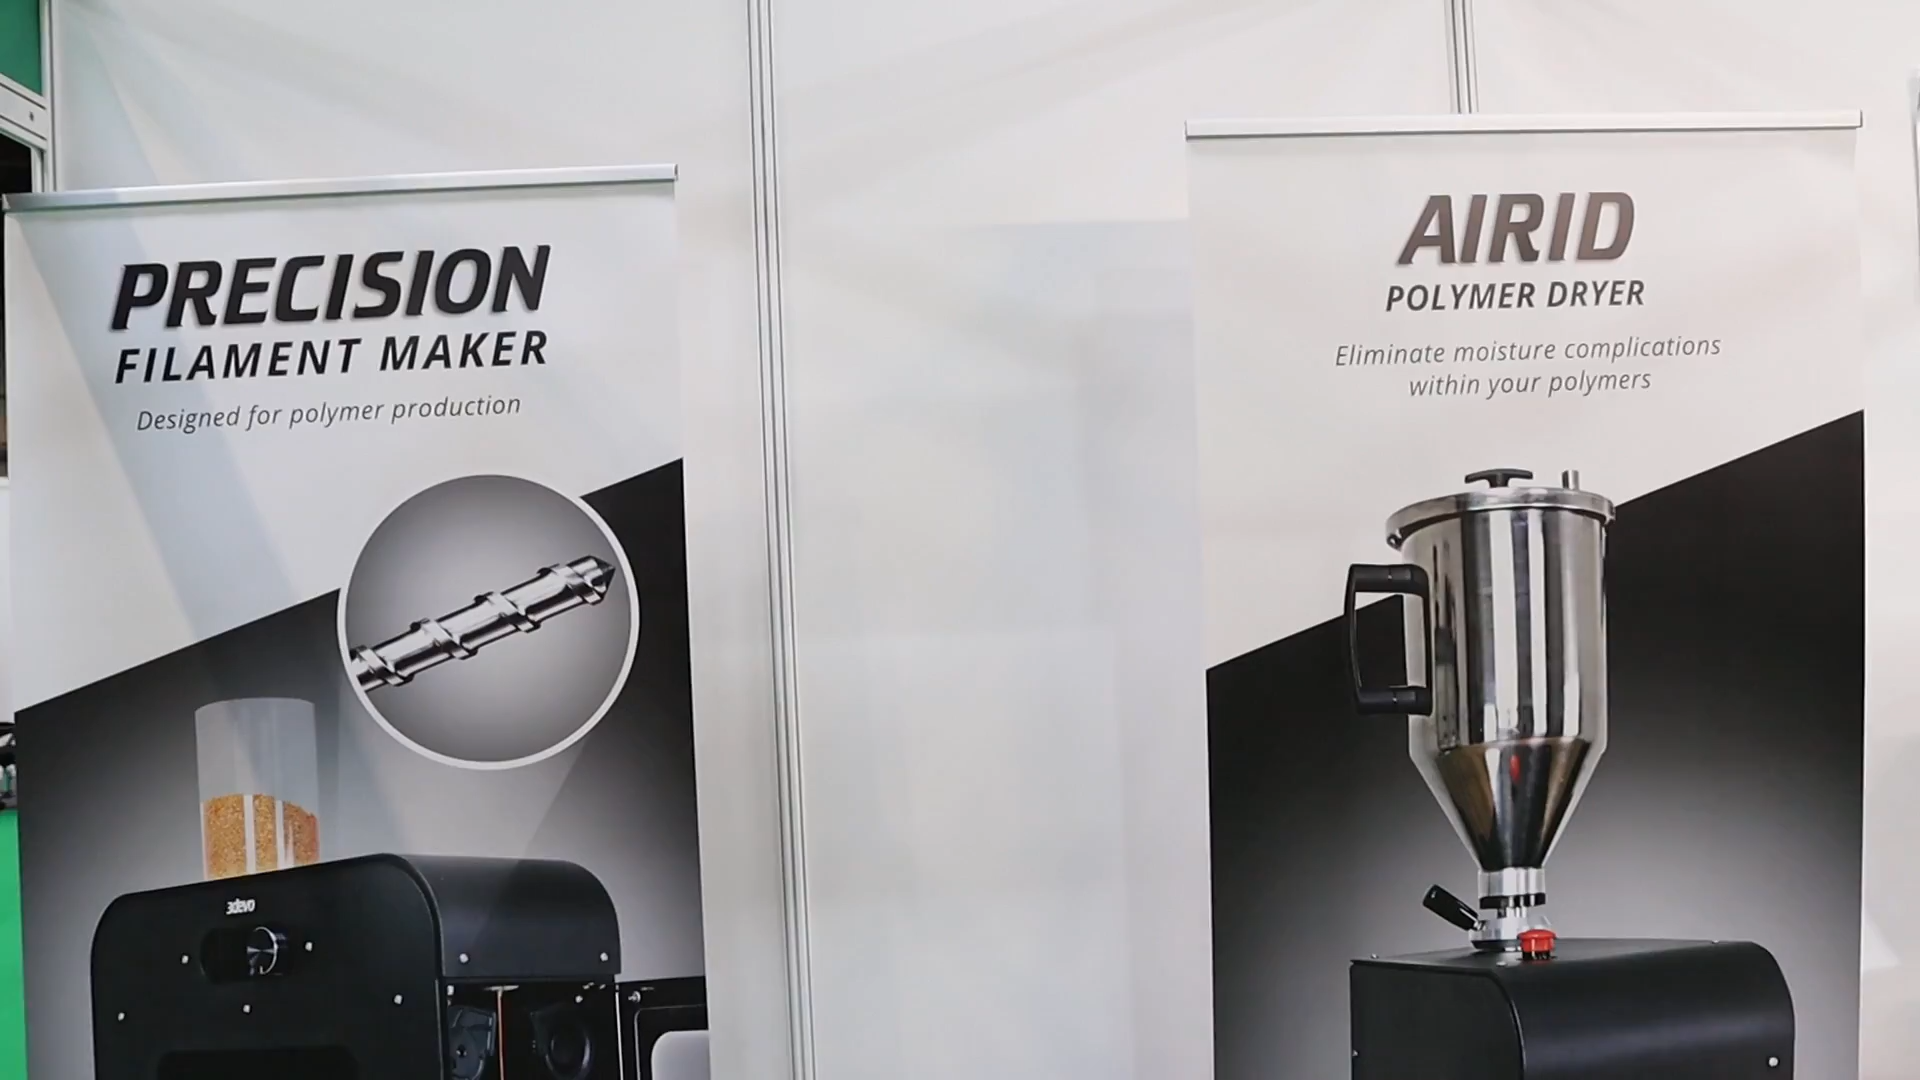 PRECISION
FILAMENT MAKER
Designed for polymer production
3devo
AIRID
POLYMER DRYER
Eliminate moisture complications
within your polymers